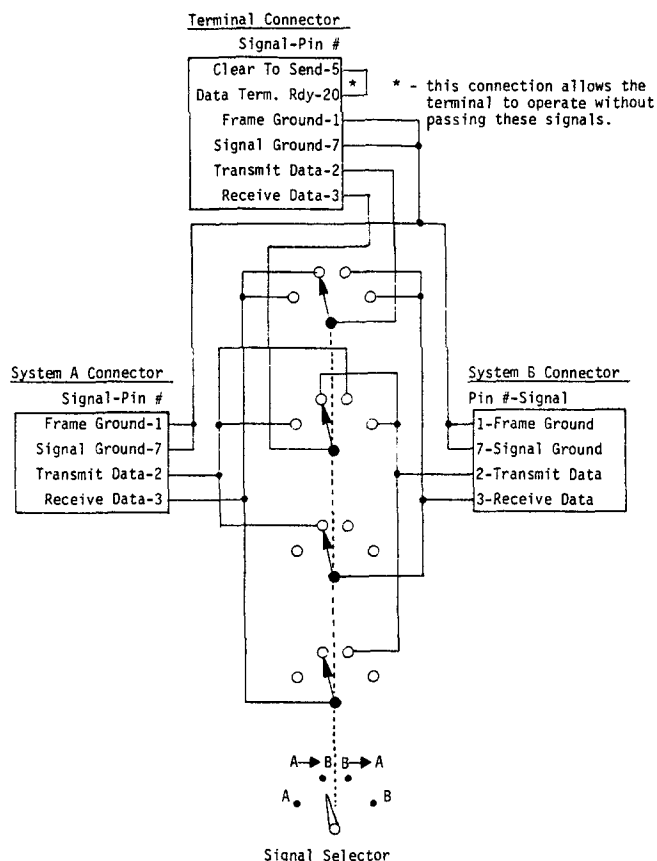 Terminal Connector
Signal-Pin #
Clear To Send-5
Data Term. Rdy-20
Frame Ground-1
Signal Ground-7
Transmit Data-2
Receive Data-3
*
* - this connection allows the
terminal to operate without
passing these signals.
System A Connector
Signal-Pin #
Frame Ground-1
Signal Ground-7
Transmit Data-2
Receive Data-3
System B Connector
Pin #-Signal
1-Frame Ground
7-Signal Ground
2-Transmit Data
3-Receive Data
A→B B→A
A B
Signal Selector